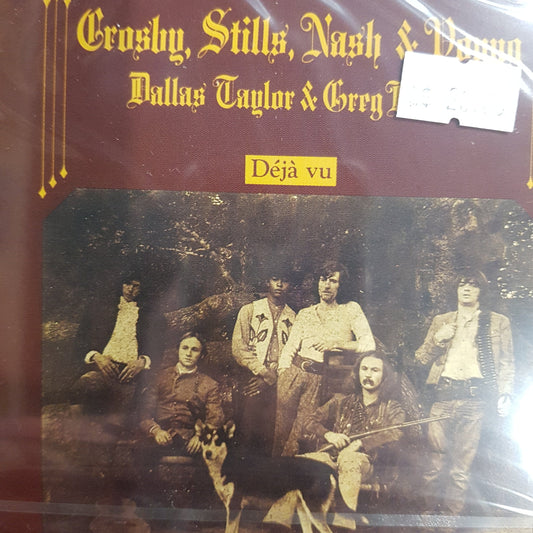 Crosby, Stills, Nash & Young
Dallas Taylor & Greg
Déjà vu